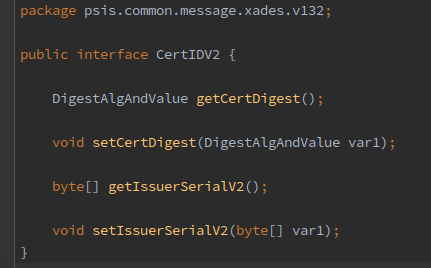 package psis.common.message.xades.v132;
public interface CertIDV2 {
DigestAlgAndValue getCertDigest();
void setCertDigest(DigestAlgAndValue var1);
byte[] getIssuerSerialV2();
void setIssuerSerialV2(byte[] var1);
}